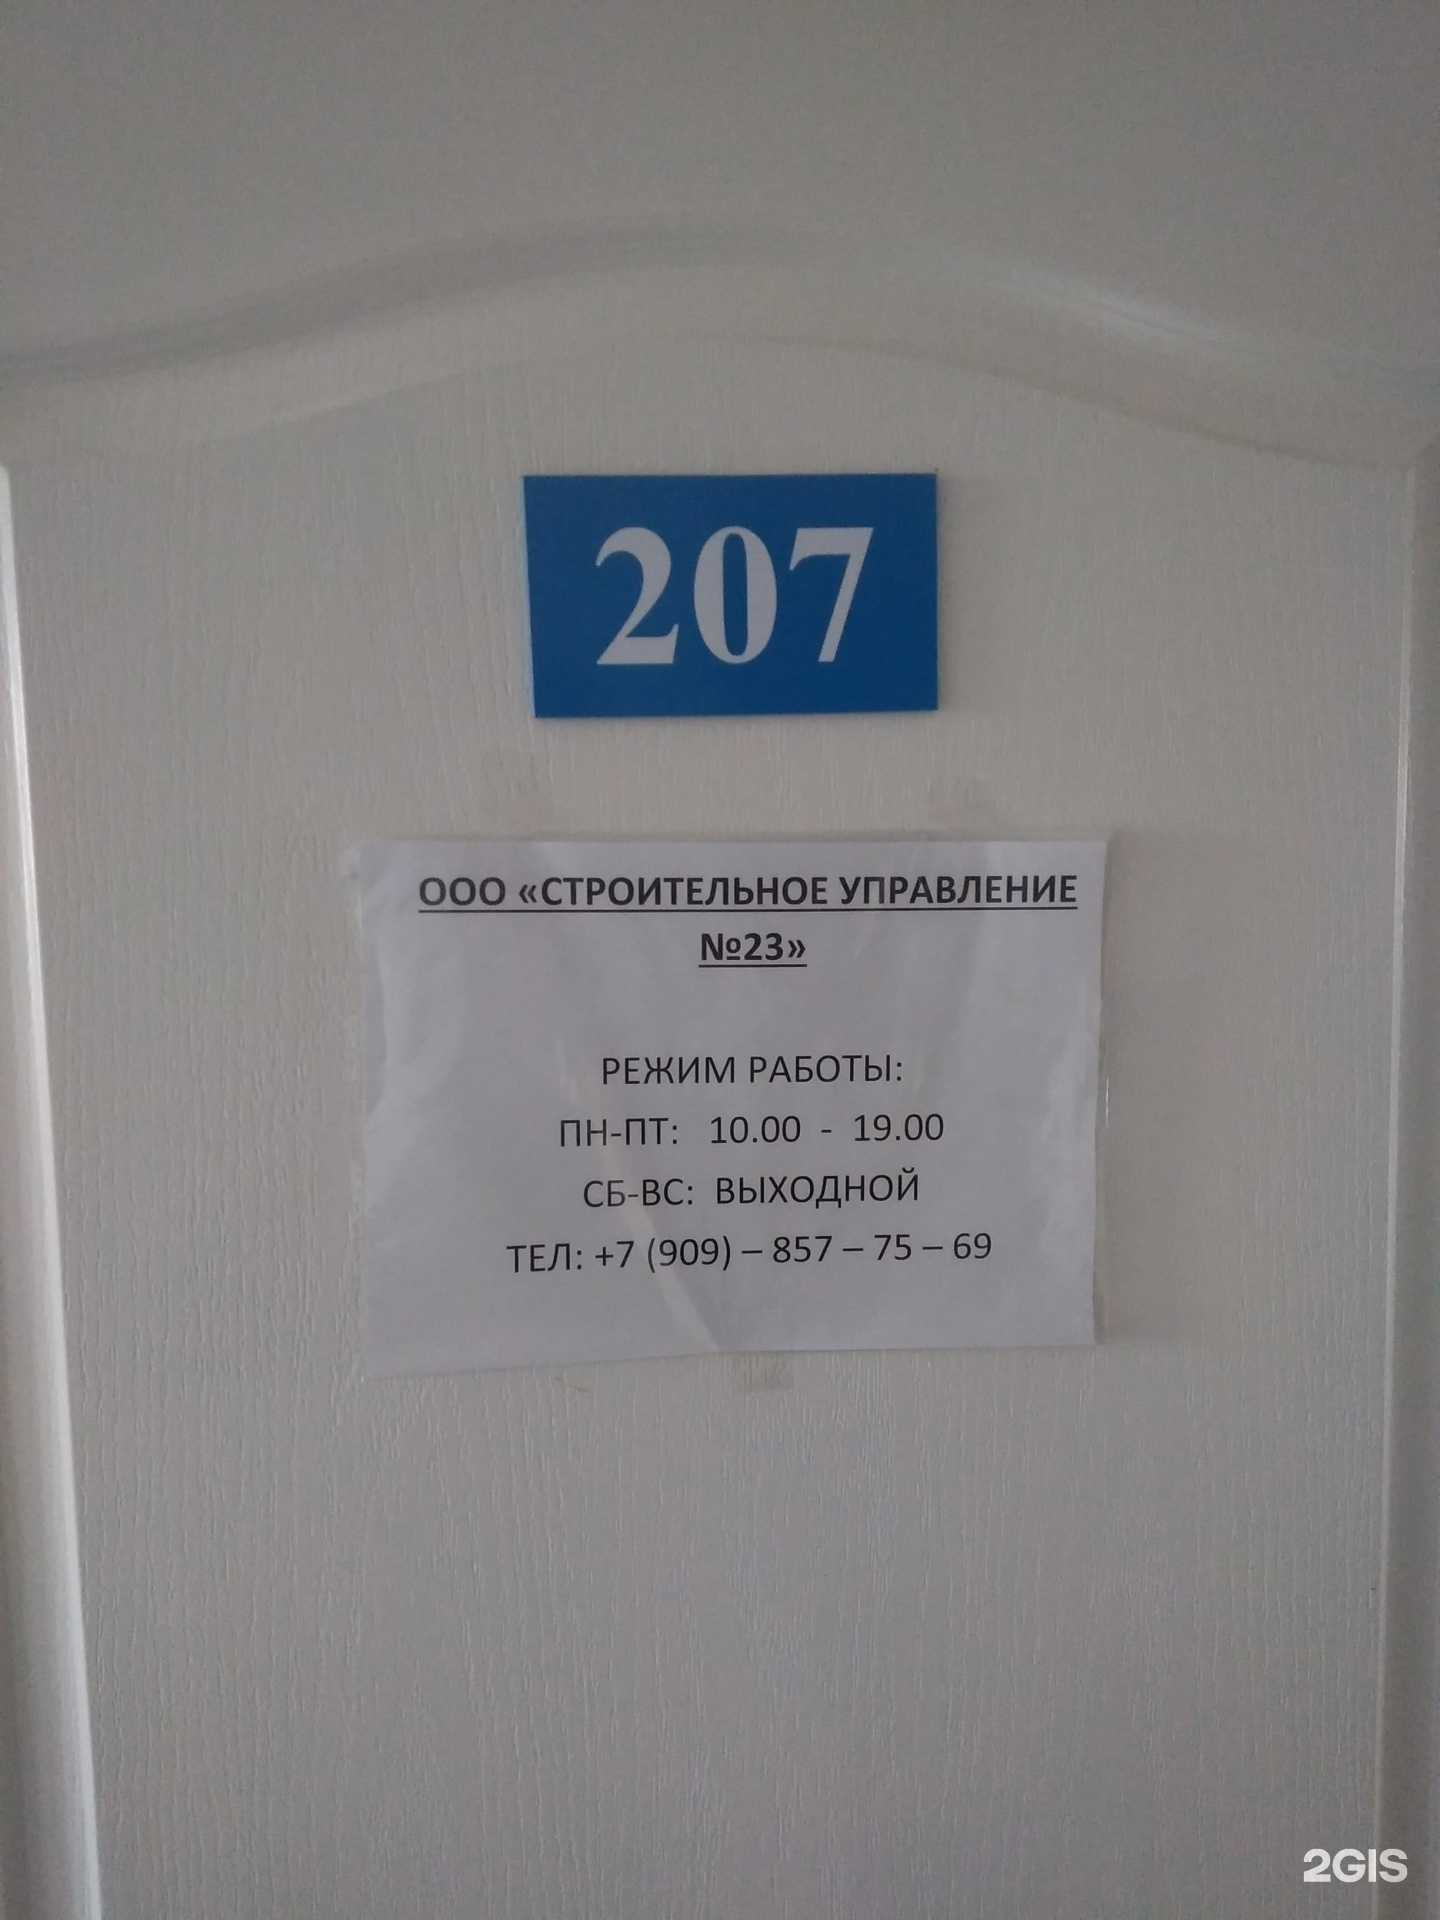 207
ООО «СТРОИТЕЛЬНОЕ УПРАВЛЕНИЕ
№23»
РЕЖИМ РАБОТЫ:
ПН-ПТ: 10.00 - 19.00
СБ-ВС: ВЫХОДНОЙ
ТЕЛ: +7 (909) – 857 – 75 – 69
2GIS